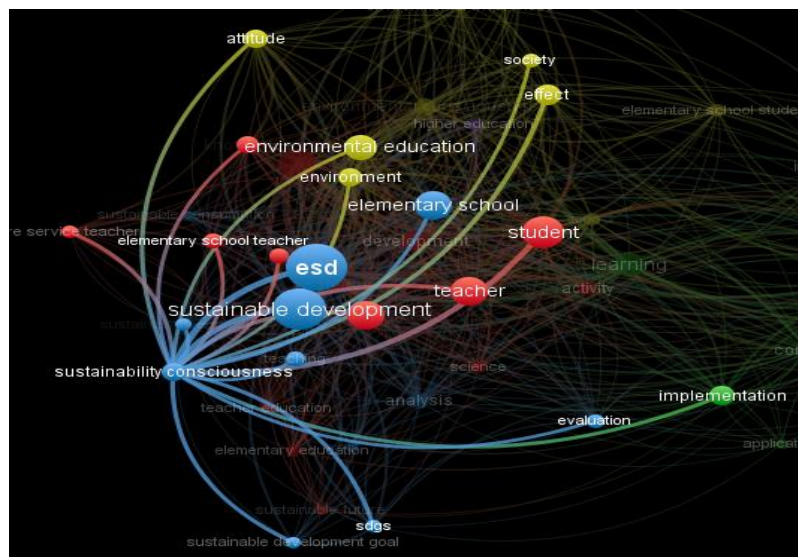 attitude
society
effect
elementary school stude
higher education
environmental education
environment
elementary school
sustainable consumption
re service teacher
elementary school teacher
student
development
esd
learning
teacher
activity
sustainable development
teaching
science
sustainability consciousness
implementation
analysis
teacher education
evaluation
elementary education
applicat
sustainable future
sdgs
sustainable development goal